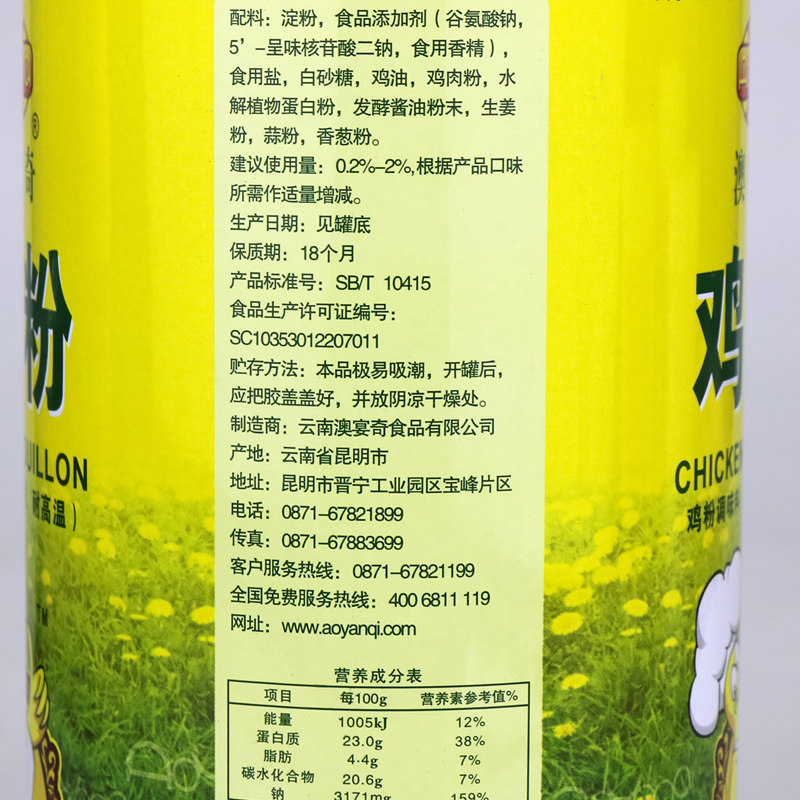 配料：淀粉，食品添加剂（谷氨酸钠，
5’-呈味核苷酸二钠，食用香精），
食用盐，白砂糖，鸡油，鸡肉粉，水
解植物蛋白粉，发酵酱油粉末，生姜
粉，蒜粉，香葱粉。
建议使用量：0.2%-2%,根据产品口味
所需作适量增减。
生产日期：见罐底
保质期：18个月
产品标准号：SB/T 10415
食品生产许可证编号：
SC10353012207011
贮存方法：本品极易吸潮，开罐后，
应把胶盖盖好，并放阴凉干燥处。
制造商：云南澳宴奇食品有限公司
产地：云南省昆明市
地址：昆明市晋宁工业园区宝峰片区
电话：0871-67821899
传真：0871-67883699
客户服务热线：0871-67821199
全国免费服务热线：400 6811 119
网址：www.aoyanqi.com
营养成分表
项目 每100g 营养素参考值%
能量 1005kJ 12%
蛋白质 23.0g 38%
脂肪 4.4g 7%
碳水化合物 20.6g 7%
钠 3171mg 159%
®
奇
粉
UILLON
耐高温）
TM
澳
鸡
CHICKE
鸡粉调味料